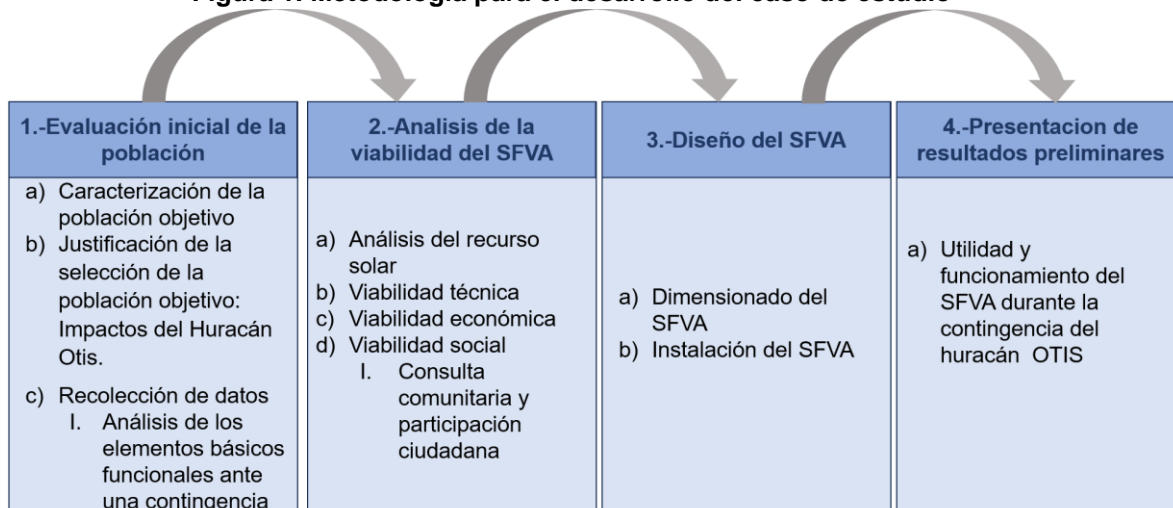 Figura 1. Metodología para el desarrollo del caso de estudio
1.-Evaluación inicial de la
población
a) Caracterización de la
población objetivo
b) Justificación de la
selección de la
población objetivo:
Impactos del Huracán
Otis.
c) Recolección de datos
I. Análisis de los
elementos básicos
funcionales ante
una contingencia
2.-Analisis de la
viabilidad del SFVA
a) Análisis del recurso
solar
b) Viabilidad técnica
c) Viabilidad económica
d) Viabilidad social
I. Consulta
comunitaria y
participación
ciudadana
3.-Diseño del SFVA
a) Dimensionado del
SFVA
b) Instalación del SFVA
4.-Presentacion de
resultados preliminares
a) Utilidad y
funcionamiento del
SFVA durante la
contingencia del
huracán OTIS